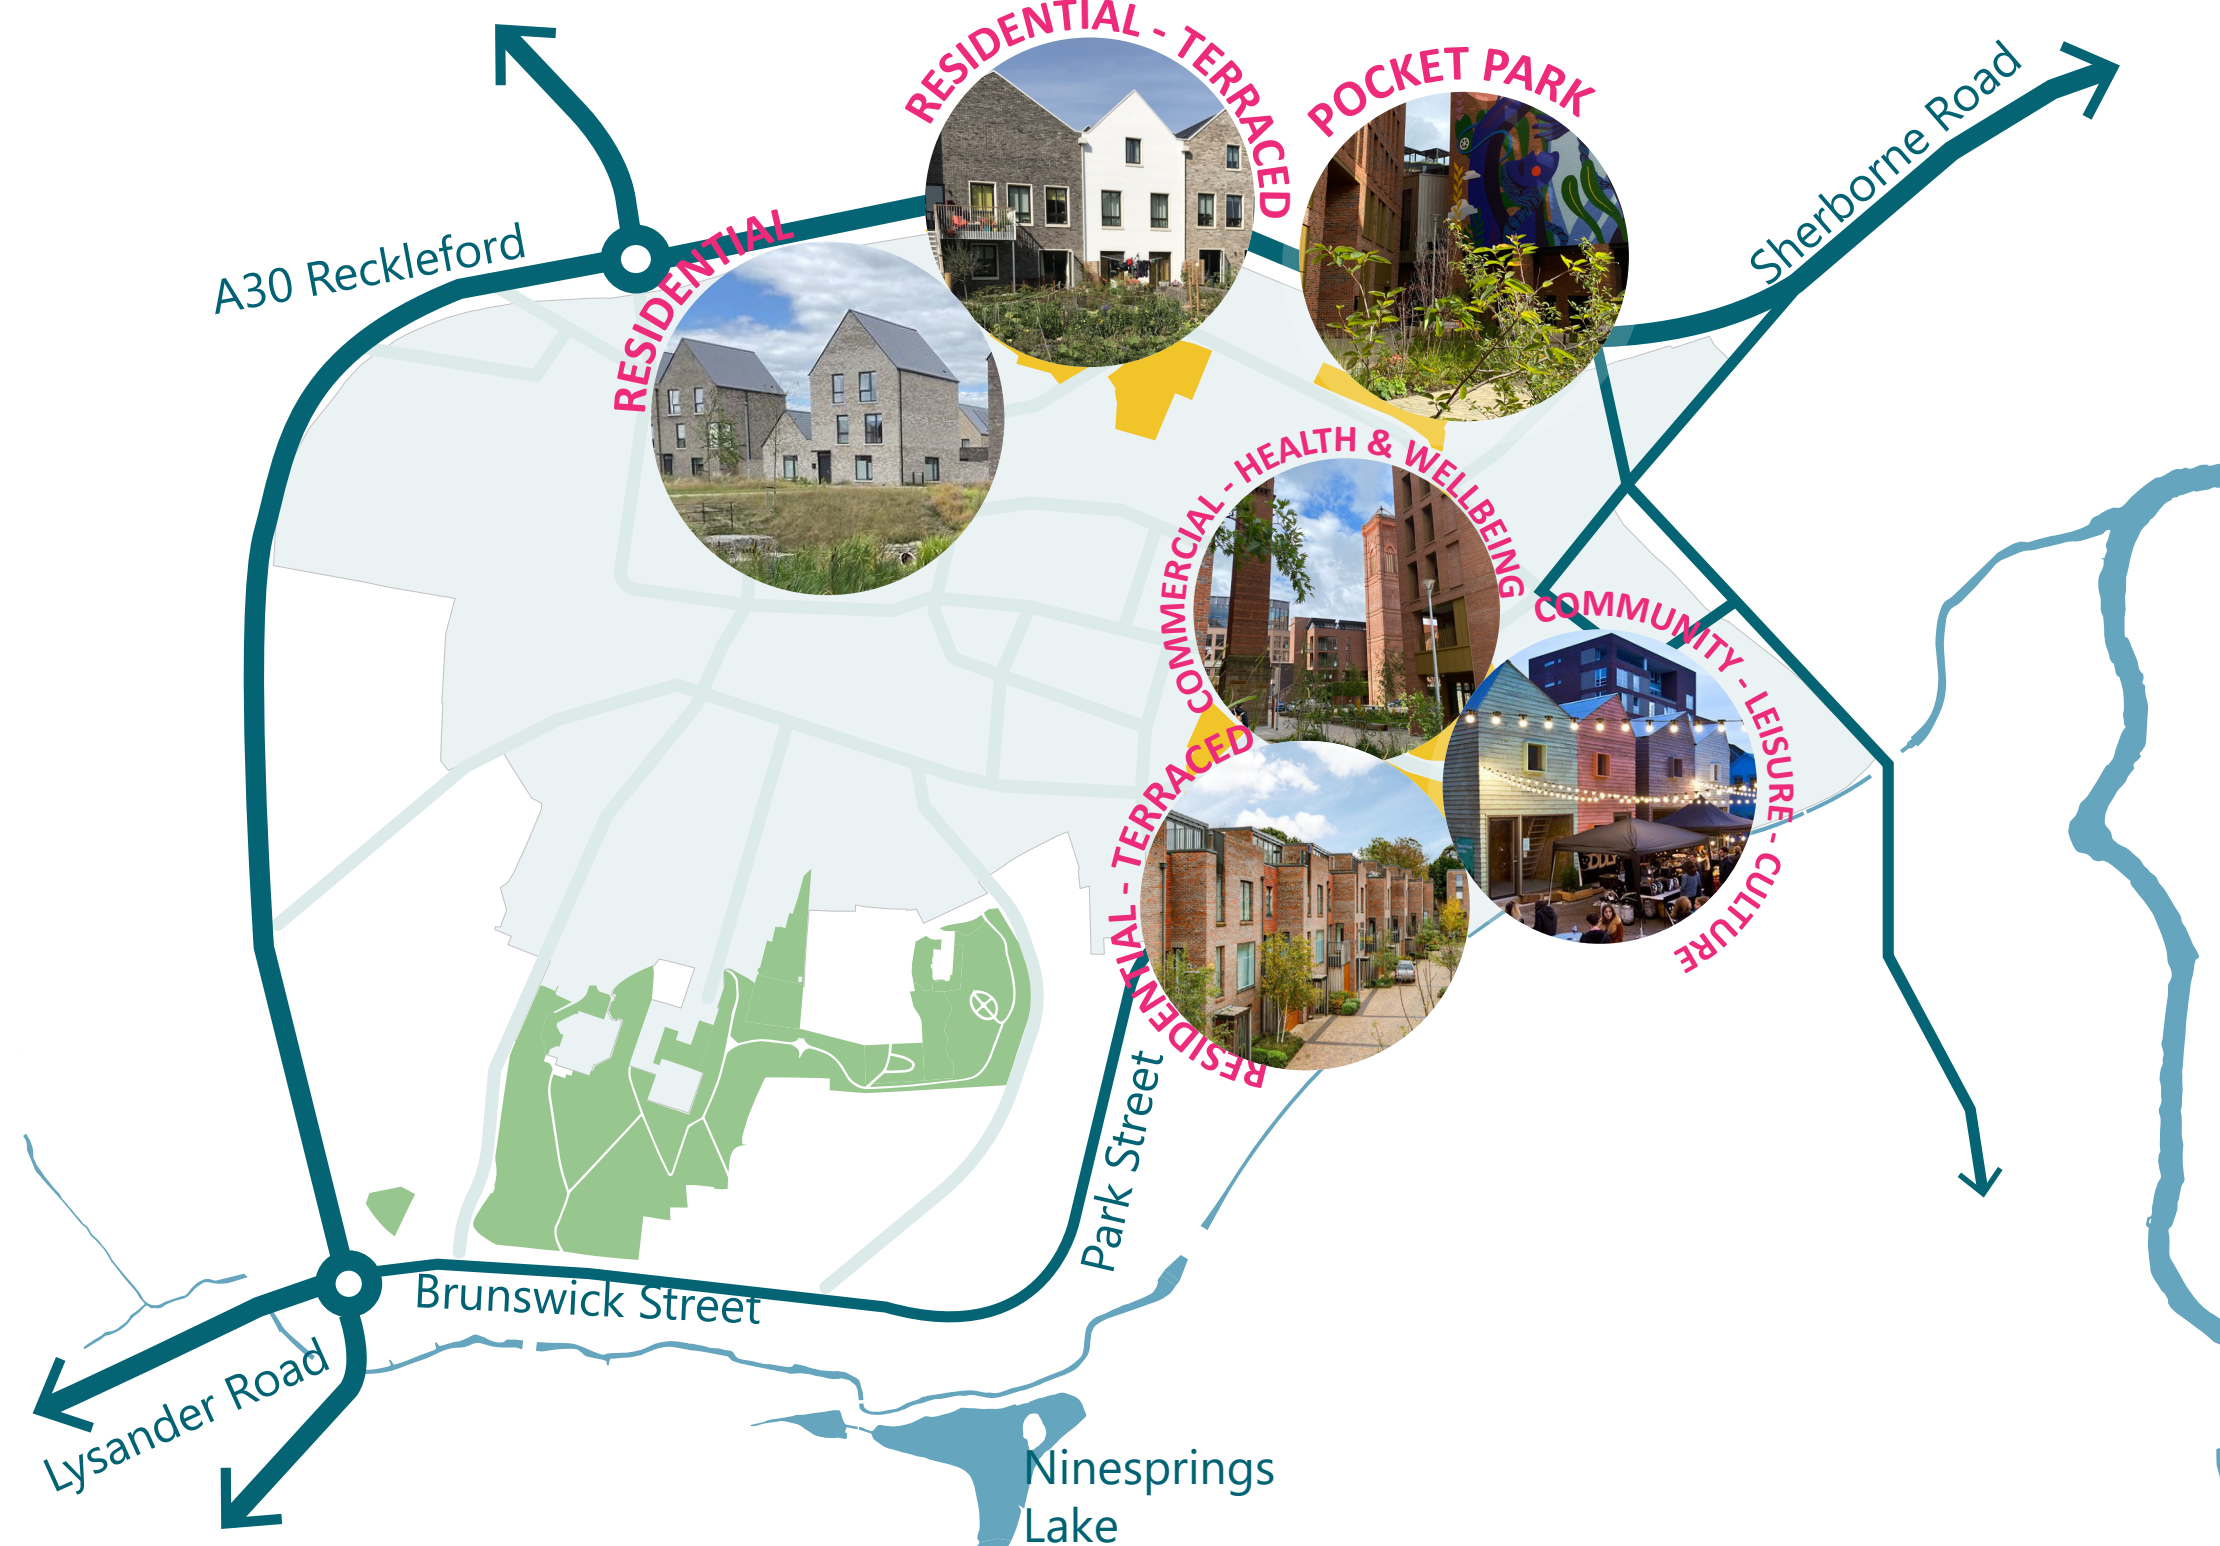 RESIDENTIAL - TERRACED
POCKET PARK
Sherborne Road
A30 Reckleford
RESIDENTIAL
COMMERCIAL - HEALTH & WELLBEING
COMMUNITY - LEISURE - CULTURE
RESIDENTIAL - TERRACED
Park Street
Brunswick Street
Lysander Road
Ninesprings
Lake